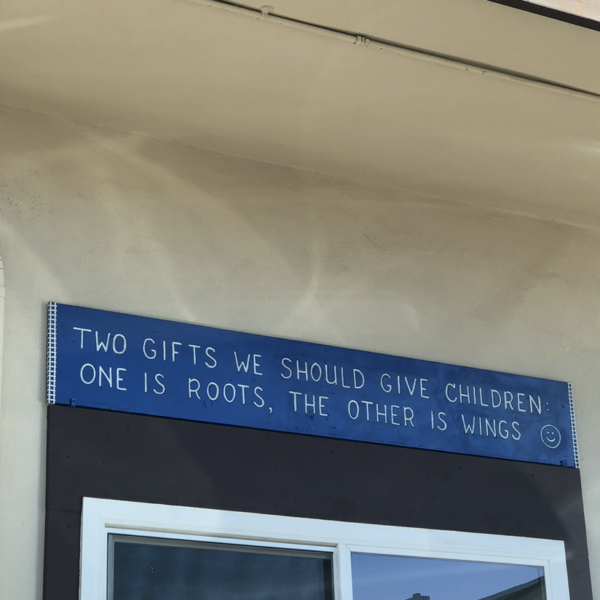 TWO GIFTS WE SHOULD GIVE CHILDREN:
ONE IS ROOTS, THE OTHER IS WINGS ☺